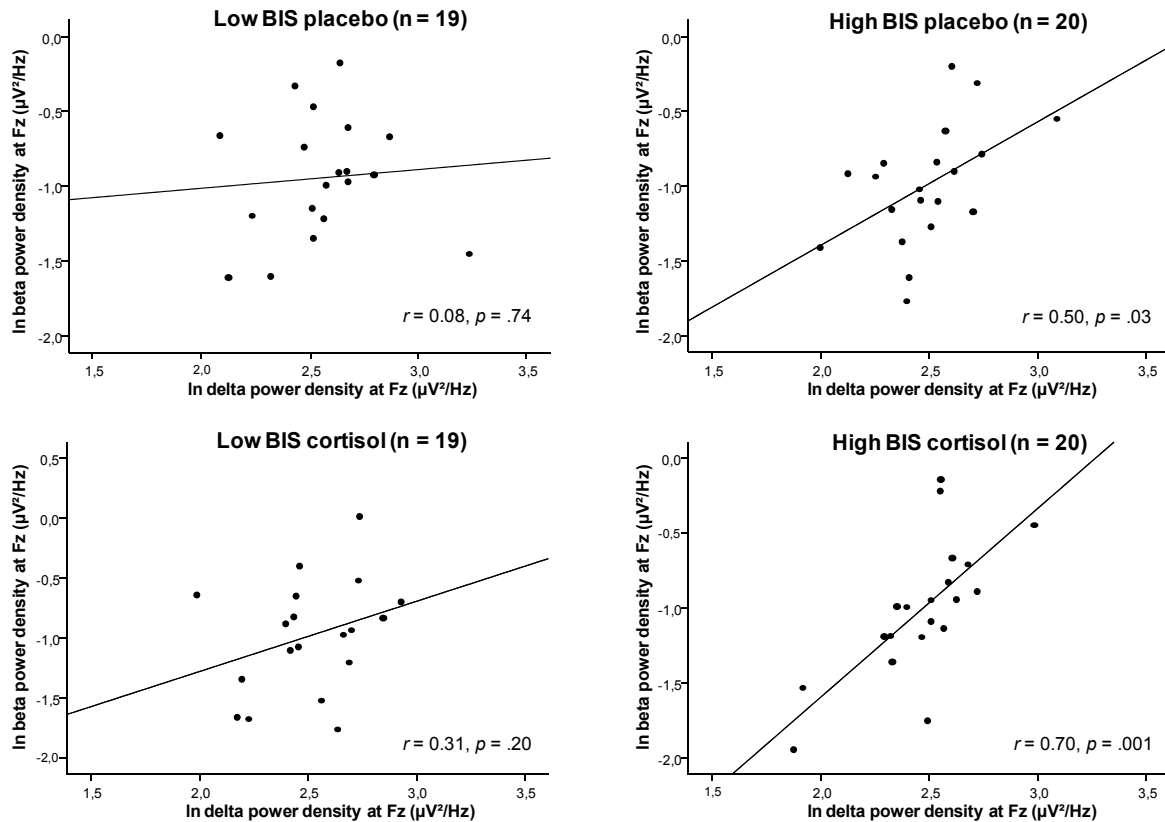 Low BIS placebo (n = 19)
ln beta power density at Fz (µV²/Hz)
0,0
-0,5
-1,0
-1,5
-2,0
r = 0.08, p = .74
1,5 2,0 2,5 3,0 3,5
ln delta power density at Fz (µV²/Hz)
High BIS placebo (n = 20)
ln beta power density at Fz (µV²/Hz)
0,0
-0,5
-1,0
-1,5
-2,0
r = 0.50, p = .03
1,5 2,0 2,5 3,0 3,5
ln delta power density at Fz (µV²/Hz)
Low BIS cortisol (n = 19)
ln beta power density at Fz (µV²/Hz)
0,5
0,0
-0,5
-1,0
-1,5
-2,0
r = 0.31, p = .20
1,5 2,0 2,5 3,0 3,5
ln delta power density at Fz (µV²/Hz)
High BIS cortisol (n = 20)
ln beta power density at Fz (µV²/Hz)
0,0
-0,5
-1,0
-1,5
-2,0
r = 0.70, p = .001
1,5 2,0 2,5 3,0 3,5
ln delta power density at Fz (µV²/Hz)